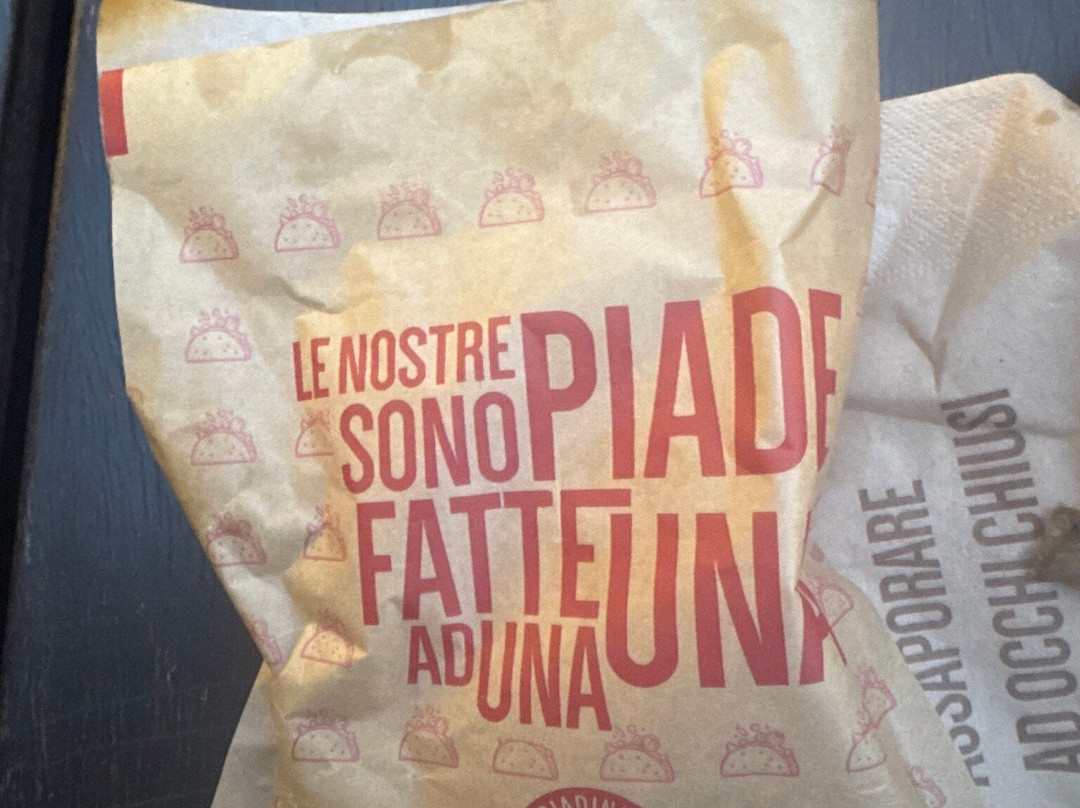 LE NOSTRE
PIADE
SONO
FATTE
UNA
AD UNA
ASSAPORARE
AD OCCHI CHIUSI